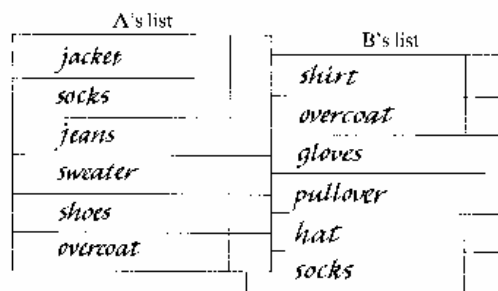 A's list
jacket
socks
jeans
sweater
shoes
overcoat
B's list
shirt
overcoat
gloves
pullover
hat
socks